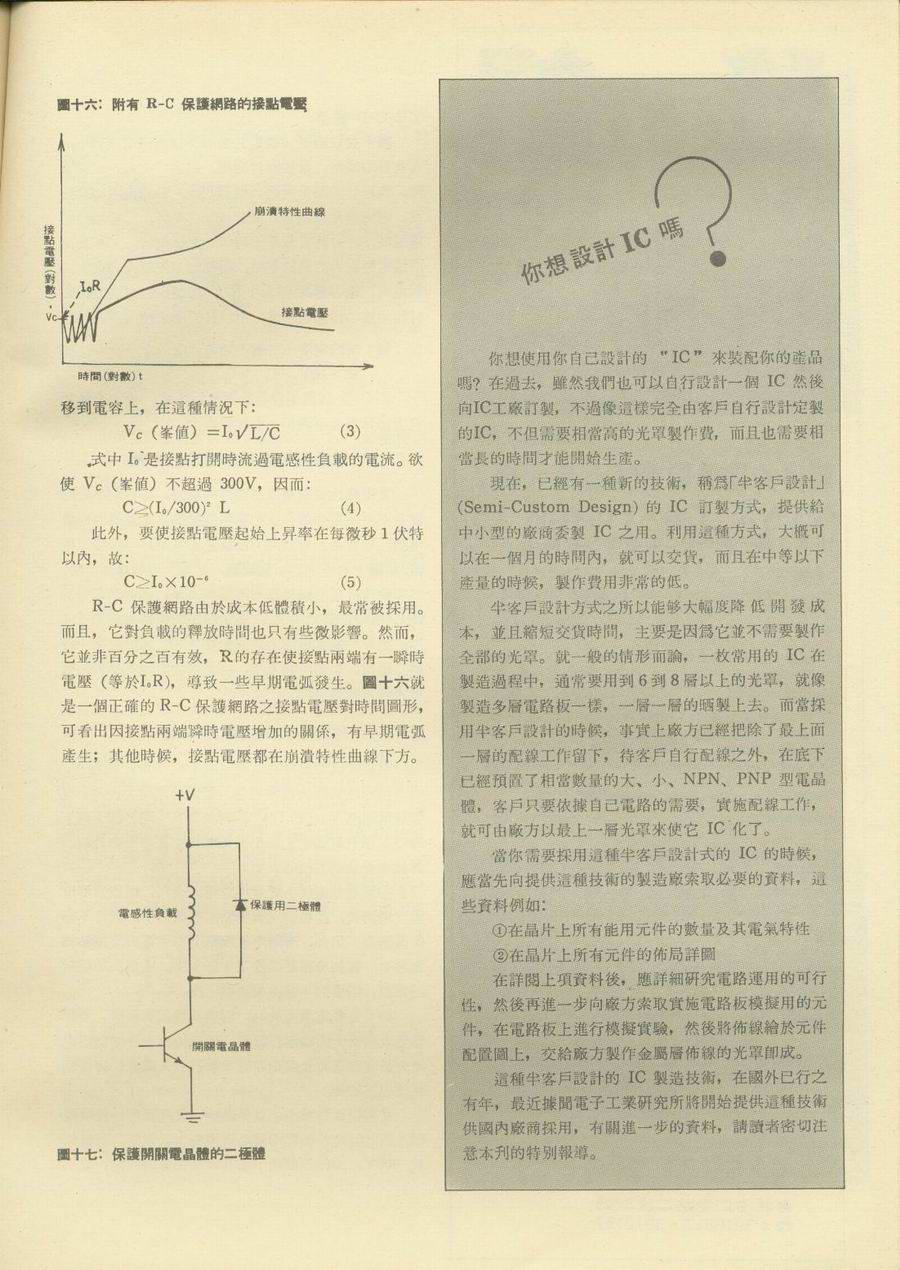 圖十六：附有 R-C 保護網路的接點電壓
崩潰特性曲線
接點電壓(對數)
I₀R
Vc
接點電壓
時間(對數) t
移到電容上，在這種情況下：
Vc（峯值）＝I₀√L/C (3)
式中 I₀ 是接點打開時流過電感性負載的電流。欲
使 Vc（峯值）不超過 300V，因而：
C≥(I₀/300)² L (4)
此外，要使接點電壓起始上昇率在每微秒 1 伏特
以內，故：
C≥I₀×10⁻⁶ (5)
R-C 保護網路由於成本低體積小，最常被採用。
而且，它對負載的釋放時間也只有些微影響。然而，
它並非百分之百有效，R的存在使接點兩端有一瞬時
電壓（等於I₀R)，導致一些早期電弧發生。圖十六就
是一個正確的 R-C 保護網路之接點電壓對時間圖形，
可看出因接點兩端瞬時電壓增加的關係，有早期電弧
產生；其他時候，接點電壓都在崩潰特性曲線下方。
+V
電感性負載
保護用二極體
開關電晶體
圖十七：保護開關電晶體的二極體
你想設計 IC 嗎?
你想使用你自己設計的 "IC" 來裝配你的產品
嗎？在過去，雖然我們也可以自行設計一個 IC 然後
向IC工廠訂製，不過像這樣完全由客戶自行設計定製
的IC，不但需要相當高的光罩製作費，而且也需要相
當長的時間才能開始生產。
現在，已經有一種新的技術，稱爲「半客戶設計」
(Semi-Custom Design) 的 IC 訂製方式，提供給
中小型的廠商委製 IC 之用。利用這種方式，大概可
以在一個月的時間內，就可以交貨，而且在中等以下
產量的時候，製作費用非常的低。
半客戶設計方式之所以能够大幅度降低開發成
本，並且縮短交貨時間，主要是因爲它並不需要製作
全部的光罩。就一般的情形而論，一枚常用的 IC 在
製造過程中，通常要用到 6 到 8 層以上的光罩，就像
製造多層電路板一樣，一層一層的晒製上去。而當採
用半客戶設計的時候，事實上廠方已經把除了最上面
一層的配線工作留下，待客戶自行配線之外，在底下
已經預置了相當數量的大、小、NPN、PNP 型電晶
體，客戶只要依據自己電路的需要，實施配線工作，
就可由廠方以最上一層光罩來使它 IC 化了。
當你需要採用這種半客戶設計式的 IC 的時候，
應當先向提供這種技術的製造廠索取必要的資料，這
些資料例如：
①在晶片上所有能用元件的數量及其電氣特性
②在晶片上所有元件的佈局詳圖
在詳閱上項資料後，應詳細研究電路運用的可行
性，然後再進一步向廠方索取實施電路板模擬用的元
件，在電路板上進行模擬實驗，然後將佈線繪於元件
配置圖上，交給廠方製作金屬層佈線的光罩卽成。
這種半客戶設計的 IC 製造技術，在國外已行之
有年，最近據聞電子工業研究所將開始提供這種技術
供國內廠商採用，有關進一步的資料，請讀者密切注
意本刊的特別報導。